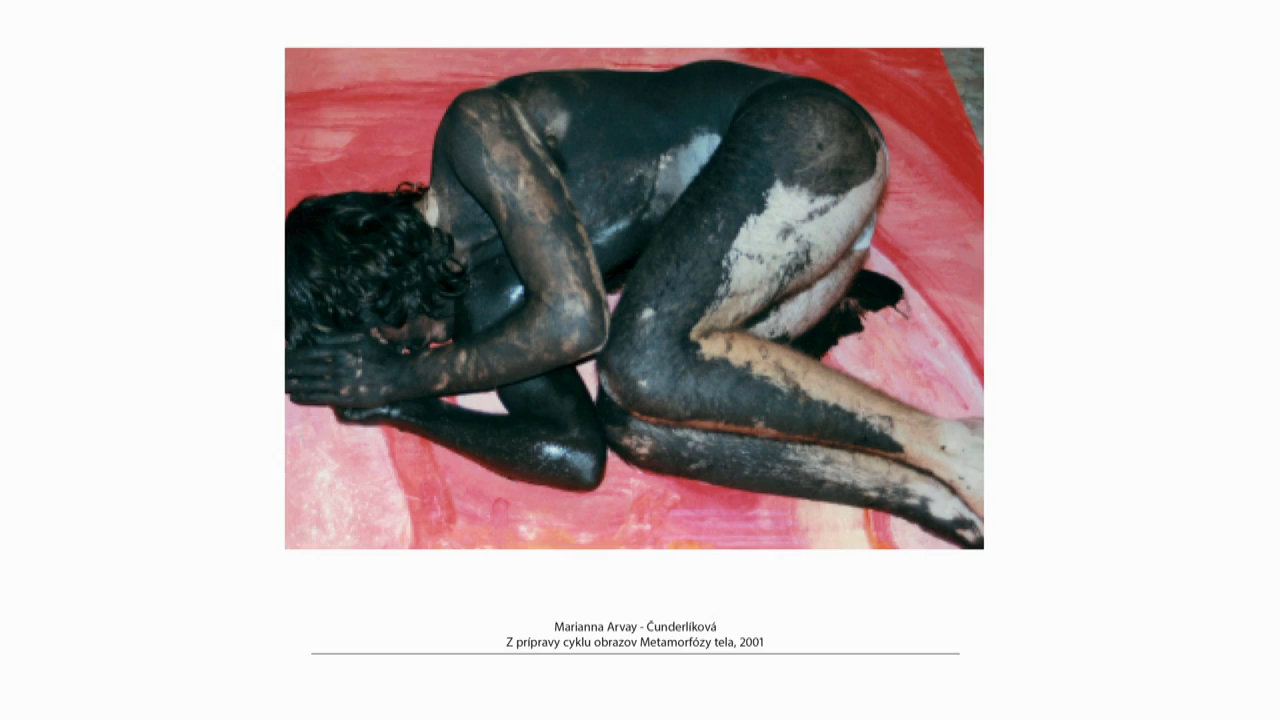 Marianna Arvay - Čunderlíková
Z prípravy cyklu obrazov Metamorfózy tela, 2001